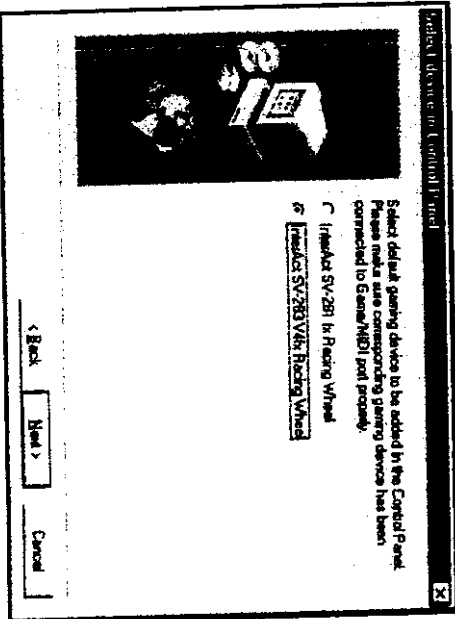 Select device in Control Panel
Select default gaming device to be added in the Control Panel.
Please make sure corresponding gaming device has been
connected to Game/MIDI port properly.
InterAct SV-281 fx Racing Wheel
InterAct SV-283 V4fx Racing Wheel
< Back
Next >
Cancel